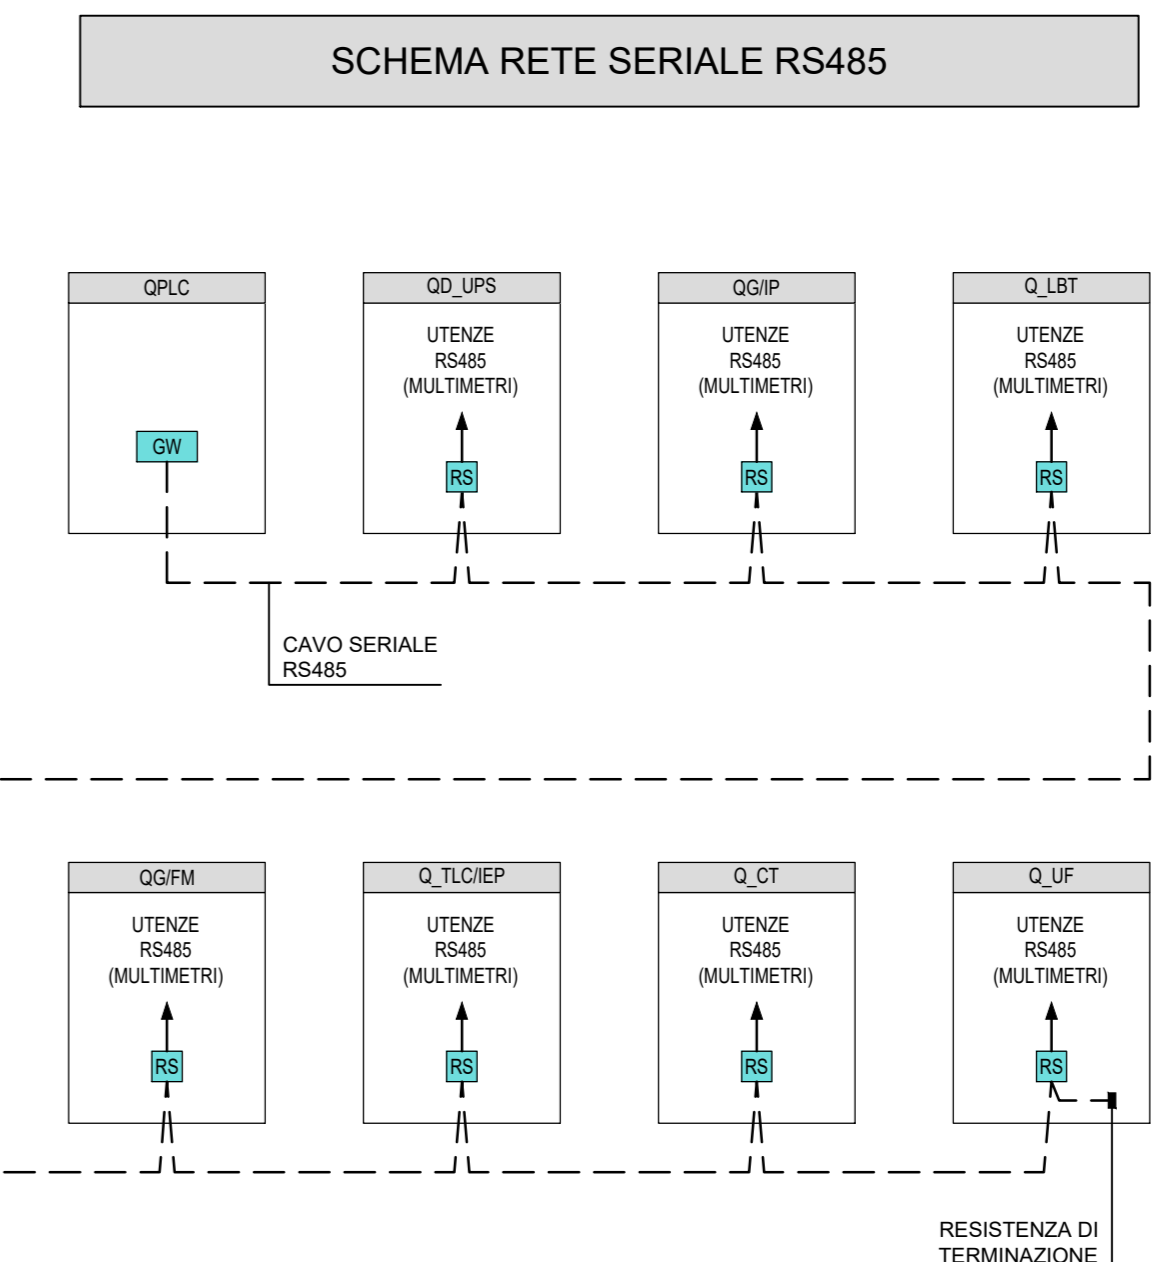 SCHEMA RETE SERIALE RS485
QPLC
GW
QD_UPS
UTENZE
RS485
(MULTIMETRI)
RS
QG/IP
UTENZE
RS485
(MULTIMETRI)
RS
Q_LBT
UTENZE
RS485
(MULTIMETRI)
RS
CAVO SERIALE
RS485
QG/FM
UTENZE
RS485
(MULTIMETRI)
RS
Q_TLC/IEP
UTENZE
RS485
(MULTIMETRI)
RS
Q_CT
UTENZE
RS485
(MULTIMETRI)
RS
Q_UF
UTENZE
RS485
(MULTIMETRI)
RS
RESISTENZA DI
TERMINAZIONE